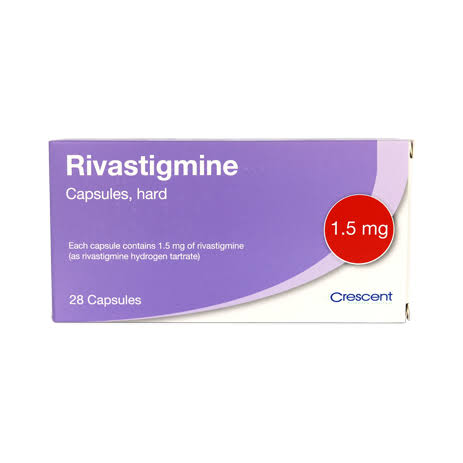 Rivastigmine
Capsules, hard
1.5 mg
Each capsule contains 1.5 mg of rivastigmine
(as rivastigmine hydrogen tartrate)
28 Capsules
Crescent